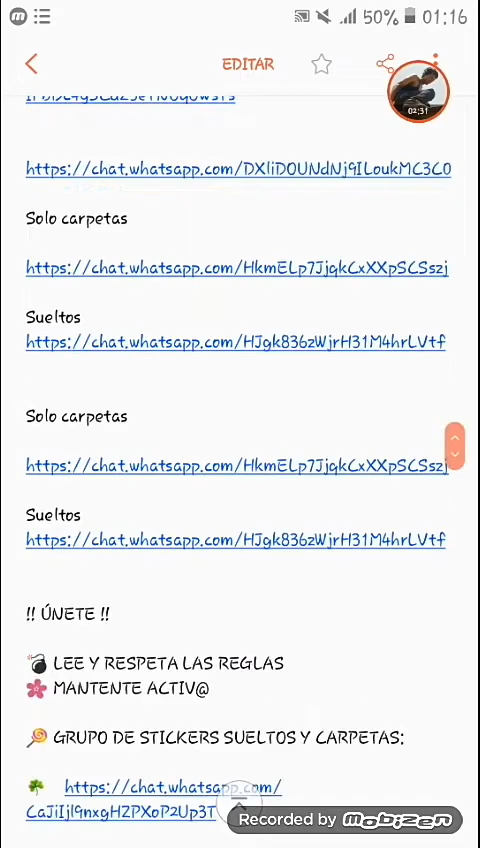 50% 01:16
EDITAR
02:31
https://chat.whatsapp.com/DXliDOUNdNj9ILoukMC3C0
Solo carpetas
https://chat.whatsapp.com/HkmELp7JjqkCxXXpSCSszj
Sueltos
https://chat.whatsapp.com/HJgk836zWjrH31M4hrLVtf
Solo carpetas
https://chat.whatsapp.com/HkmELp7JjqkCxXXpSCSszj
Sueltos
https://chat.whatsapp.com/HJgk836zWjrH31M4hrLVtf
!! ÚNETE !!
💣 LEE Y RESPETA LAS REGLAS
🌸 MANTENTE ACTIV@
🍭 GRUPO DE STICKERS SUELTOS Y CARPETAS:
☘️ https://chat.whatsapp.com/
CaJiIjl9nxgHZPXoP2Up3T
Recorded by Mobizen